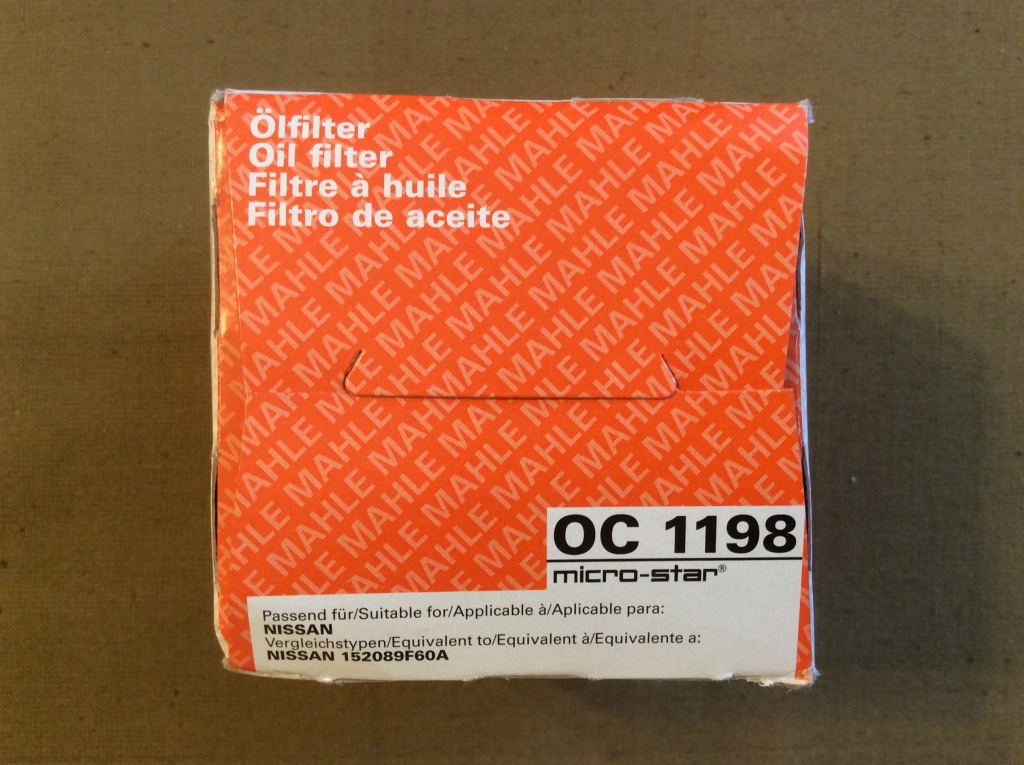 Ölfilter
Oil filter
Filtre à huile
Filtro de aceite
MAHLE
OC 1198
micro-star®
Passend für/Suitable for/Applicable à/Aplicable para:
NISSAN
Vergleichstypen/Equivalent to/Equivalent à/Equivalente a:
NISSAN 152089F60A